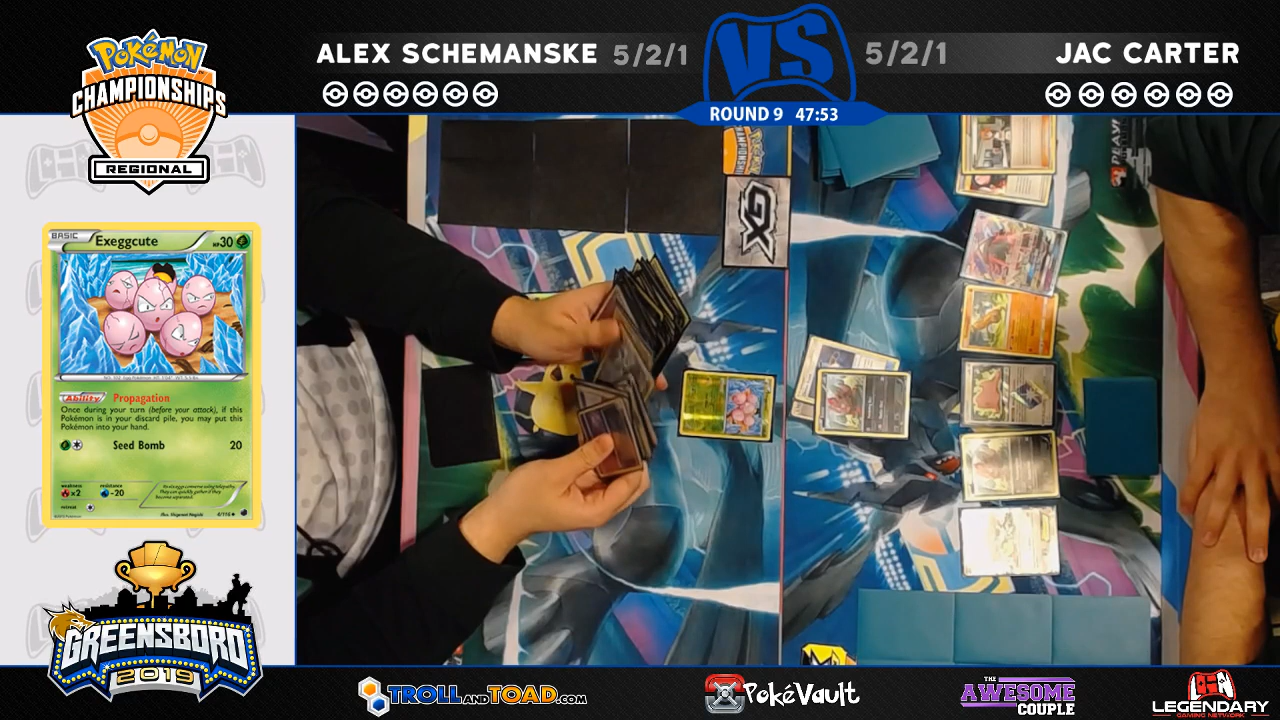 Pokémon
CHAMPIONSHIPS
REGIONAL
ALEX SCHEMANSKE 5/2/1
VS
5/2/1 JAC CARTER
ROUND 9 47:53
BASIC
Exeggcute
HP30
Ability Propagation
Once during your turn (before your attack), if this
Pokémon is in your discard pile, you may put this
Pokémon into your hand.
Seed Bomb 20
weakness
×2
resistance
-20
retreat
GX
GREENSBORO
2019
TROLL AND TOAD.COM
PokéVault
THE
AWESOME
COUPLE
LEGENDARY
GAMING NETWORK